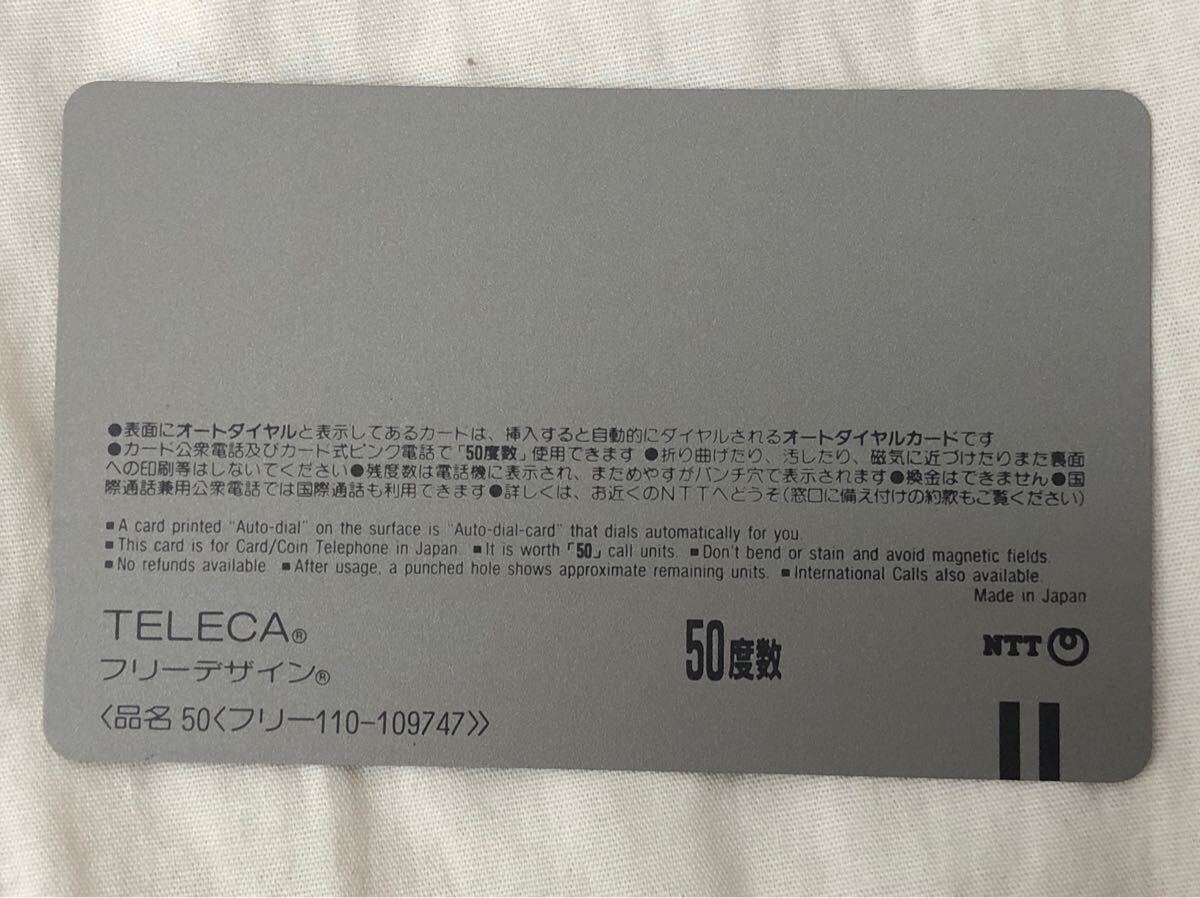 ●表面にオートダイヤルと表示してあるカードは、挿入すると自動的にダイヤルされるオートダイヤルカードです
●カード公衆電話及びカード式ピンク電話で「50度数」使用できます ●折り曲げたり、汚したり、磁気に近づけたりまた裏面
への印刷等はしないでください●残度数は電話機に表示され、まためやすがパンチ穴で表示されます●換金はできません●国
際通話兼用公衆電話では国際通話も利用できます●詳しくは、お近くのNTTへどうぞ(窓口に備え付けの約款もご覧ください)
■A card printed "Auto-dial" on the surface is "Auto-dial-card" that dials automatically for you.
■This card is for Card/Coin Telephone in Japan. ■It is worth「50」call units. ■Don't bend or stain and avoid magnetic fields.
■No refunds available. ■After usage, a punched hole shows approximate remaining units. ■International Calls also available.
Made in Japan
TELECA®
50度数
NTT
フリーデザイン®
〈品名 50〈フリー110-109747〉〉